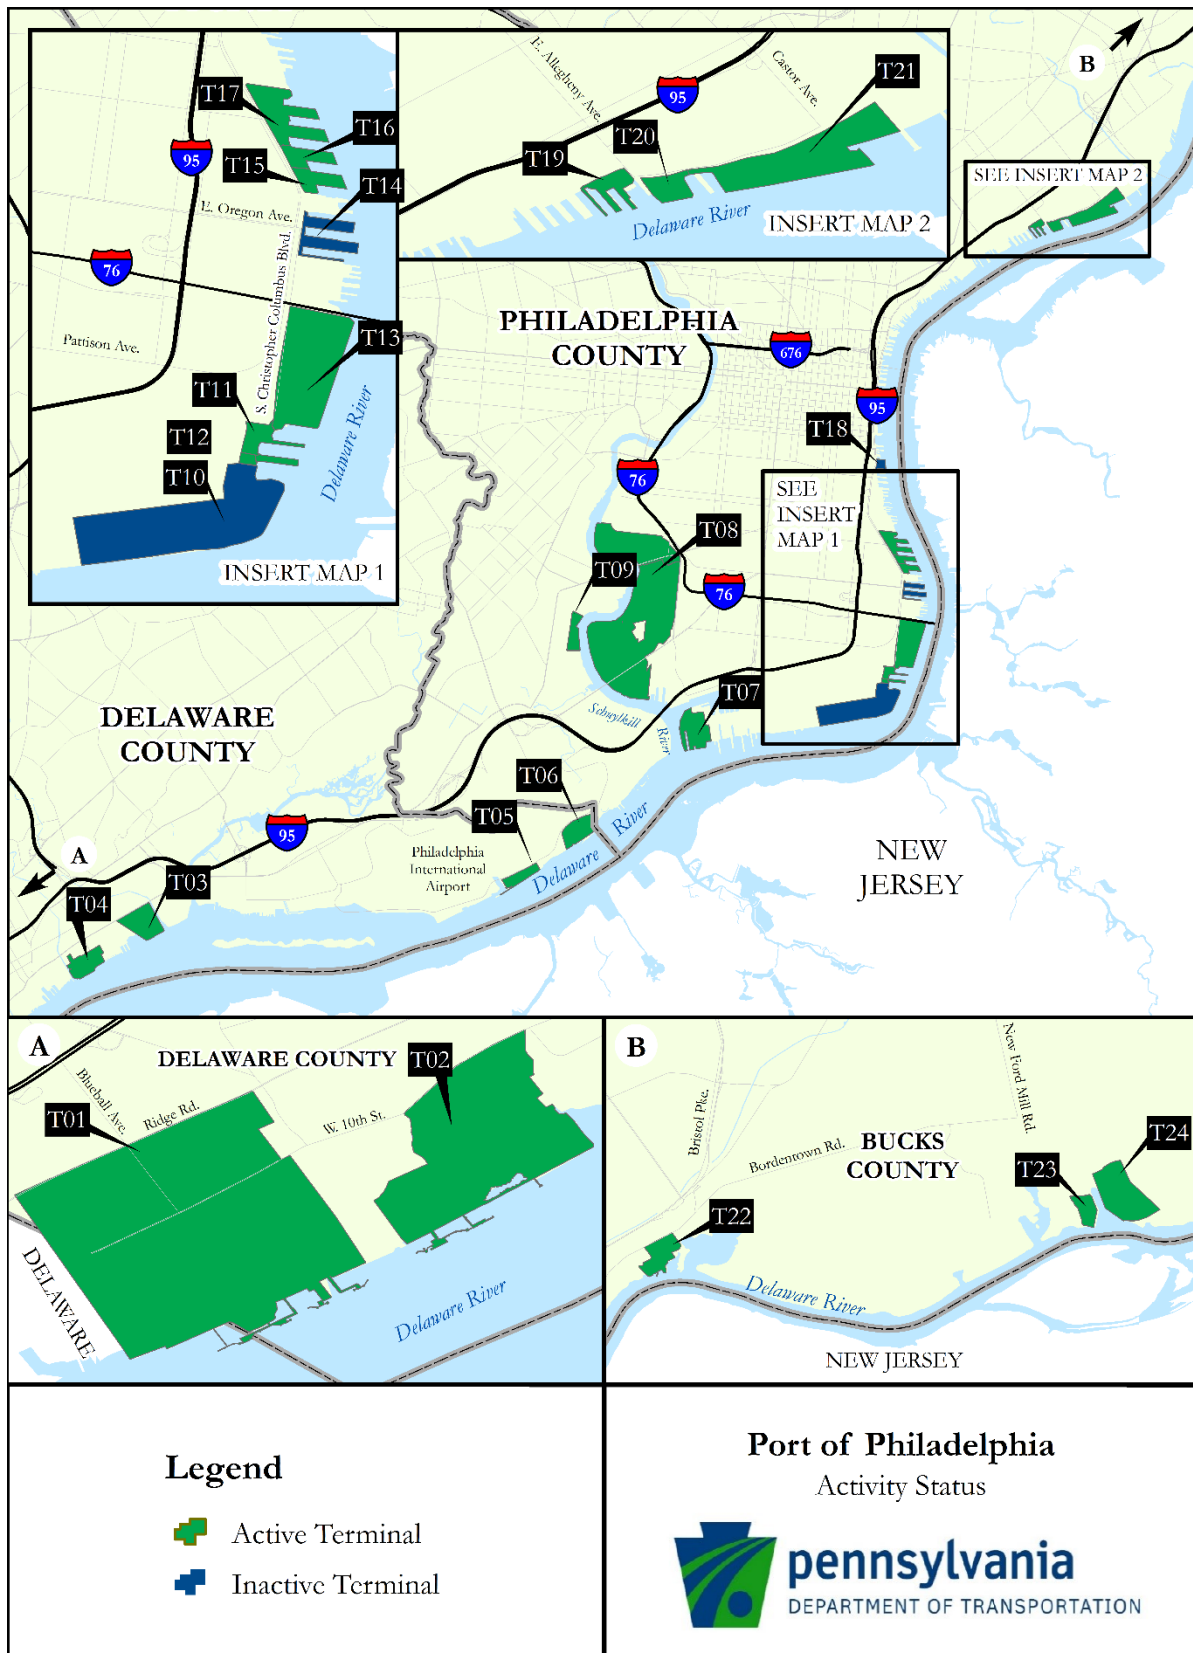 T17
T16
T15
T14
95
E. Oregon Ave.
S. Christopher Columbus Blvd.
76
Pattison Ave.
T13
T11
T12
T10
Delaware River
INSERT MAP 1
E. Allegheny Ave.
Castor Ave.
95
T21
T20
T19
Delaware River
INSERT MAP 2
B
SEE INSERT MAP 2
PHILADELPHIA
COUNTY
676
95
T18
76
SEE
INSERT
MAP 1
T08
T09
76
T07
Schuylkill
River
DELAWARE
COUNTY
T06
T05
95
Philadelphia
International
Airport
Delaware
River
A
T03
T04
NEW
JERSEY
A
DELAWARE COUNTY
T02
Blueball Ave.
Ridge Rd.
T01
W. 10th St.
DELAWARE
Delaware River
B
New Ford Mill Rd.
Bristol Pke.
Bordentown Rd.
BUCKS
COUNTY
T24
T23
T22
Delaware River
NEW JERSEY
Legend
Active Terminal
Inactive Terminal
Port of Philadelphia
Activity Status
pennsylvania
DEPARTMENT OF TRANSPORTATION